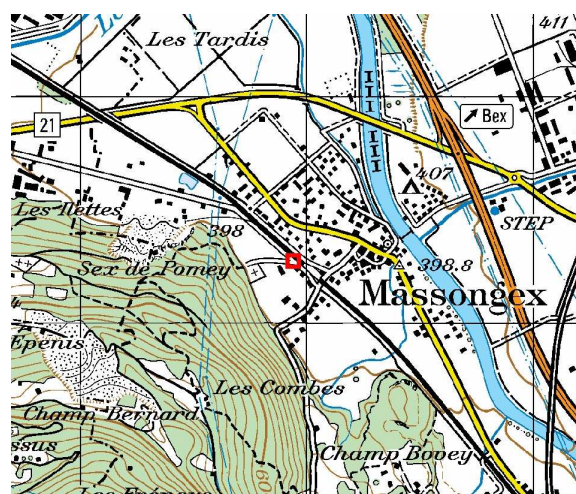 411
Les Tardis
21
Bex
407
Les Ilettes
398
STEP
Sex de Pomey
398.8
Massongex
Epenis
Les Combes
Champ Bernard
Champ Bovey
60